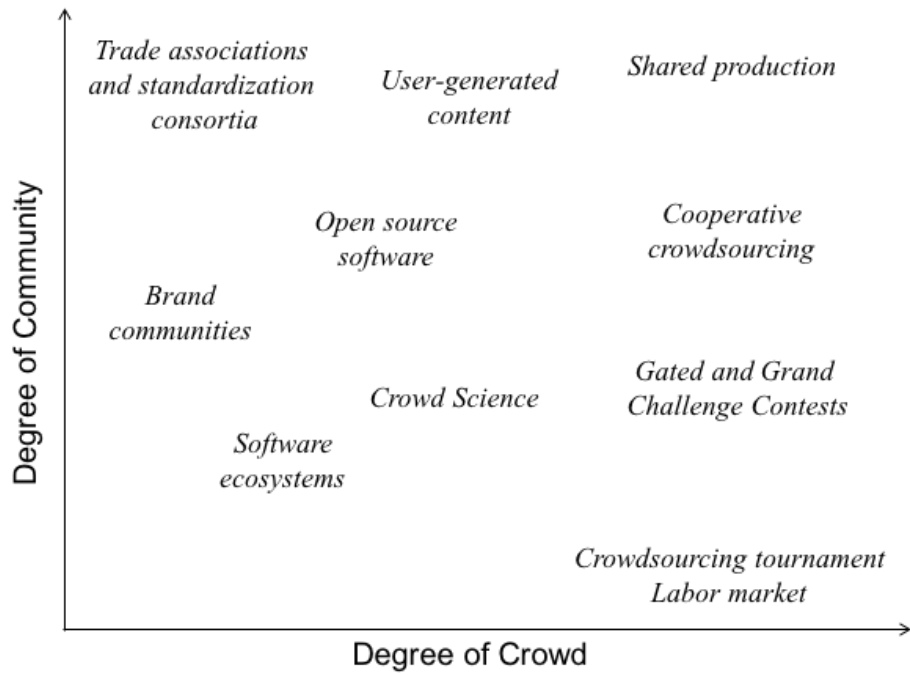 Trade associations
and standardization
consortia
User-generated
content
Shared production
Open source
software
Cooperative
crowdsourcing
Brand
communities
Crowd Science
Gated and Grand
Challenge Contests
Software
ecosystems
Crowdsourcing tournament
Labor market
Degree of Community
Degree of Crowd